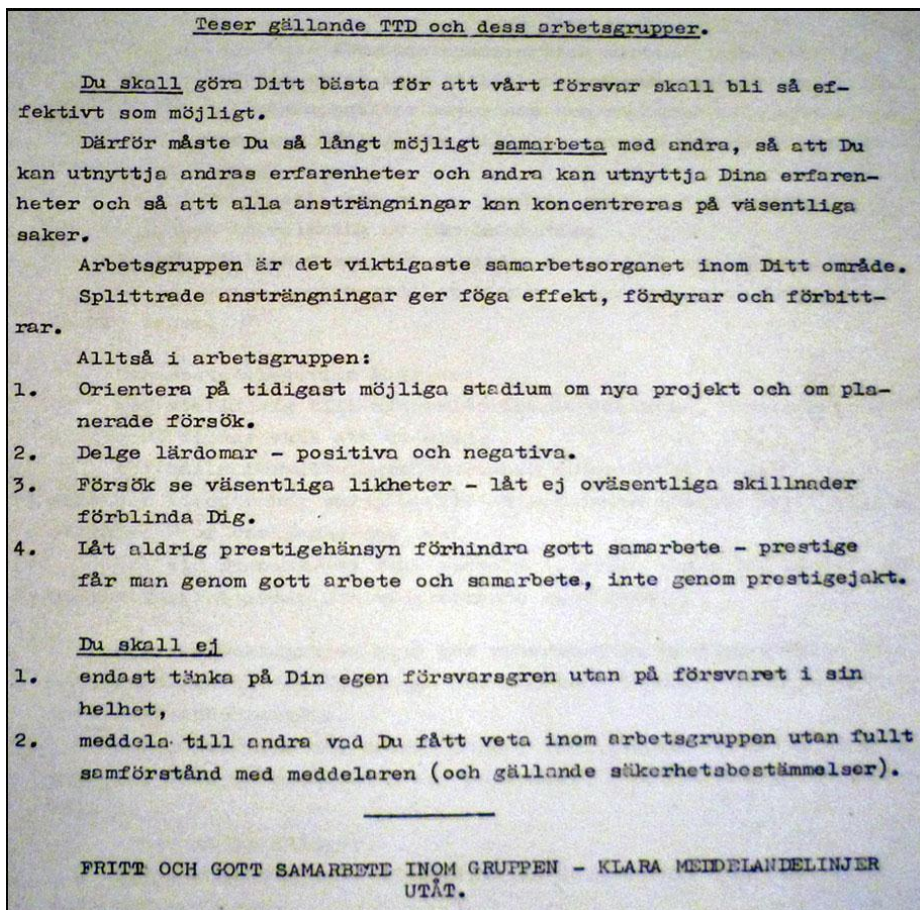 Teser gällande TTD och dess arbetsgrupper.
Du skall göra Ditt bästa för att vårt försvar skall bli så ef-
fektivt som möjligt.
Därför måste Du så långt möjligt samarbeta med andra, så att Du
kan utnyttja andras erfarenheter och andra kan utnyttja Dina erfaren-
heter och så att alla ansträngningar kan koncentreras på väsentliga
saker.
Arbetsgruppen är det viktigaste samarbetsorganet inom Ditt område.
Splittrade ansträngningar ger föga effekt, fördyrar och förbitt-
rar.
Alltså i arbetsgruppen:
1. Orientera på tidigast möjliga stadium om nya projekt och om pla-
nerade försök.
2. Delge lärdomar - positiva och negativa.
3. Försök se väsentliga likheter - låt ej oväsentliga skillnader
förblinda Dig.
4. Låt aldrig prestigehänsyn förhindra gott samarbete - prestige
får man genom gott arbete och samarbete, inte genom prestigejakt.
Du skall ej
1. endast tänka på Din egen försvarsgren utan på försvaret i sin
helhet,
2. meddela till andra vad Du fått veta inom arbetsgruppen utan fullt
samförstånd med meddelaren (och gällande säkerhetsbestämmelser).
FRITT OCH GOTT SAMARBETE INOM GRUPPEN - KLARA MEDDELANDELINJER
UTÅT.